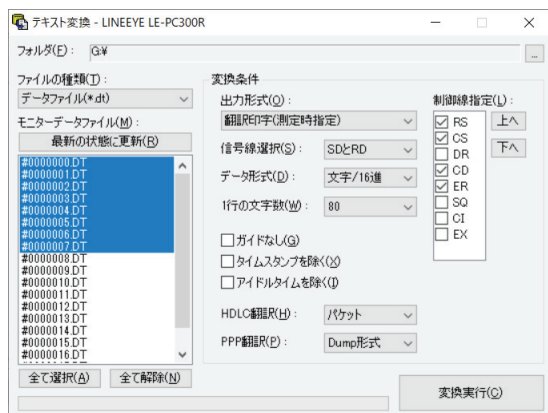 テキスト変換 - LINEEYE LE-PC300R
フォルダ(F): G:¥
...
ファイルの種類(T):
データファイル(*.dt)
モニターデータファイル(M):
最新の状態に更新(R)
#0000000.DT
#0000001.DT
#0000002.DT
#0000003.DT
#0000004.DT
#0000005.DT
#0000006.DT
#0000007.DT
#0000008.DT
#0000009.DT
#0000010.DT
#0000011.DT
#0000012.DT
#0000013.DT
#0000014.DT
#0000015.DT
#0000016.DT
全て選択(A) 全て解除(N)
変換条件
出力形式(O):
翻訳印字(測定時指定)
信号線選択(S): SDとRD
データ形式(D): 文字/16進
1行の文字数(W): 80
ガイドなし(G)
タイムスタンプを除く(X)
アイドルタイムを除く(I)
HDLC翻訳(H): パケット
PPP翻訳(P): Dump形式
制御線指定(L):
RS
CS
DR
CD
ER
SQ
CI
EX
上へ
下へ
変換実行(C)